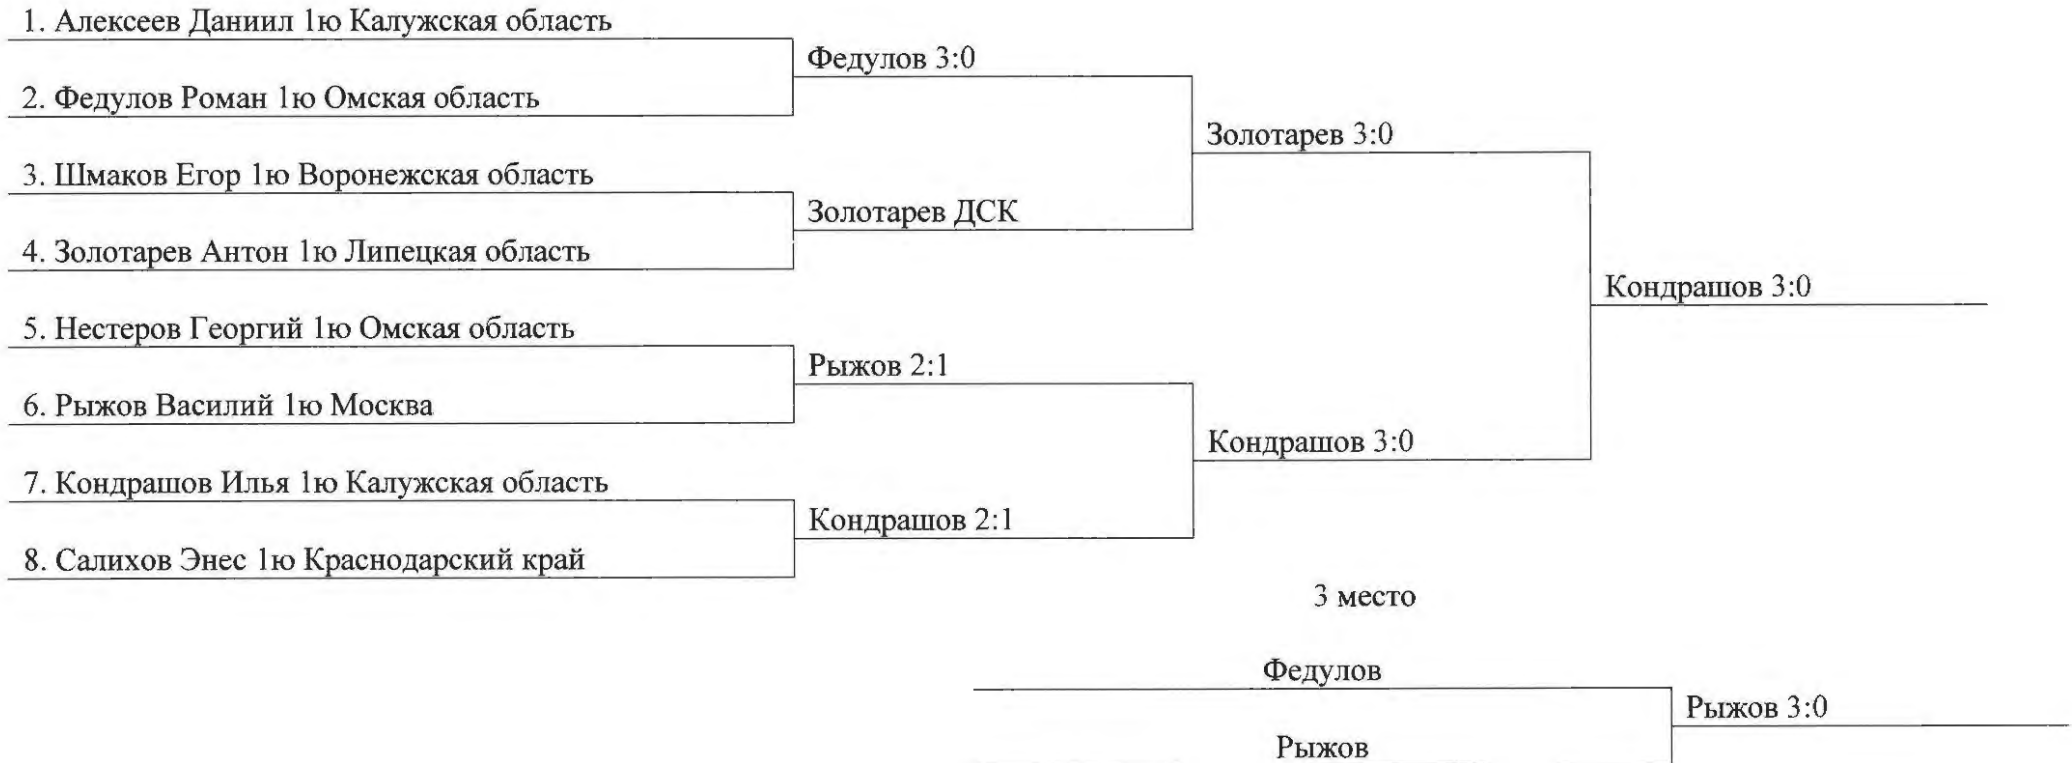 1. Алексеев Даниил 1ю Калужская область
Федулов 3:0
2. Федулов Роман 1ю Омская область
Золотарев 3:0
3. Шмаков Егор 1ю Воронежская область
Золотарев ДСК
4. Золотарев Антон 1ю Липецкая область
Кондрашов 3:0
5. Нестеров Георгий 1ю Омская область
Рыжов 2:1
6. Рыжов Василий 1ю Москва
Кондрашов 3:0
7. Кондрашов Илья 1ю Калужская область
Кондрашов 2:1
8. Салихов Энес 1ю Краснодарский край
3 место
Федулов
Рыжов 3:0
Рыжов